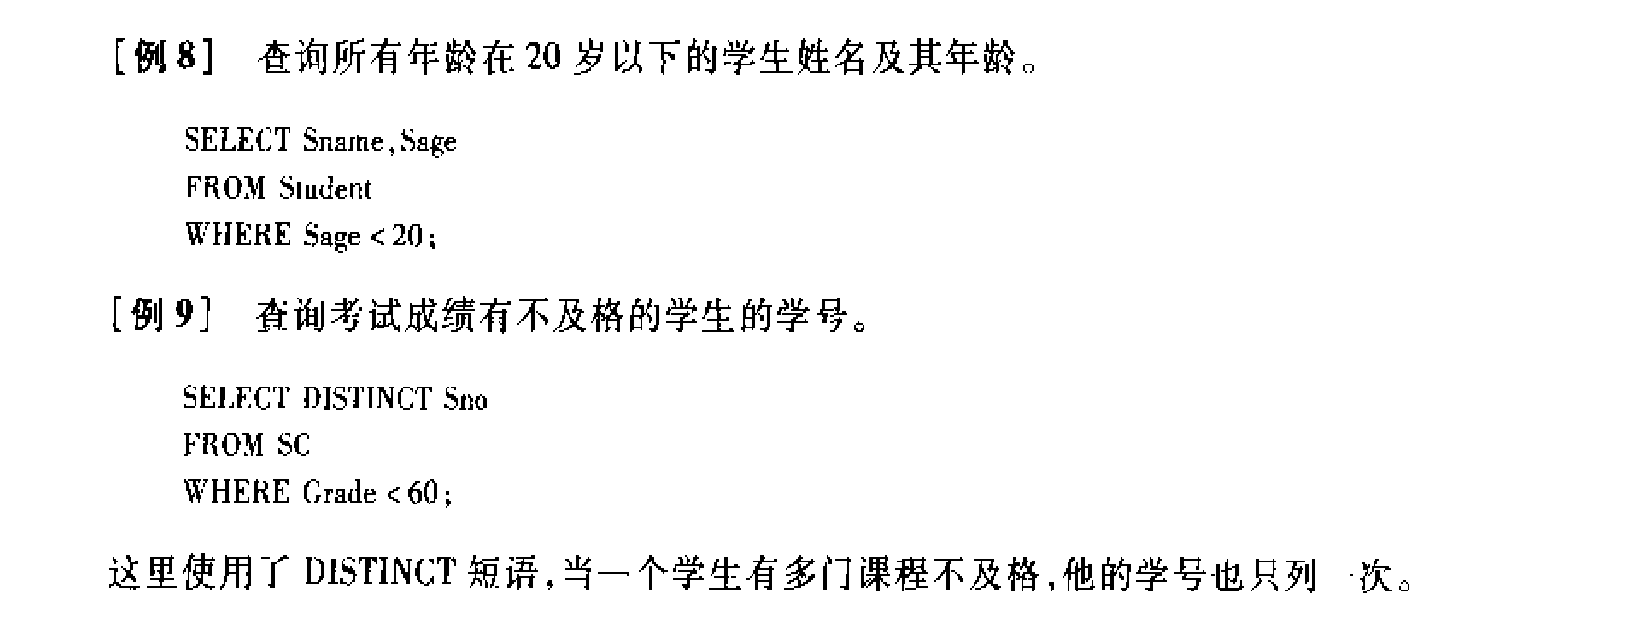 [例8] 查询所有年龄在 20 岁以下的学生姓名及其年龄。
SELECT Sname,Sage
FROM Student
WHERE Sage < 20;
[例9] 查询考试成绩有不及格的学生的学号。
SELECT DISTINCT Sno
FROM SC
WHERE Grade < 60;
这里使用了 DISTINCT 短语,当一个学生有多门课程不及格,他的学号也只列一次。